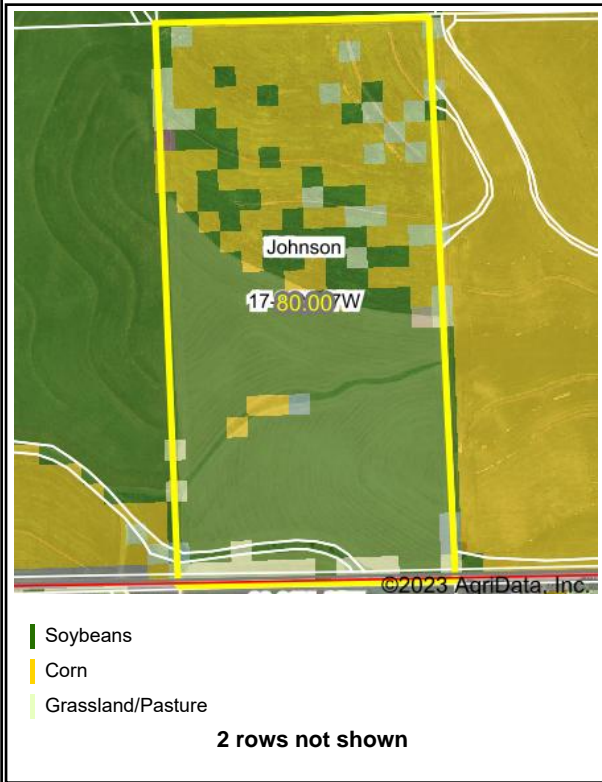 Johnson
17-80.007W
©2023 AgriData, Inc.
Soybeans
Corn
Grassland/Pasture
2 rows not shown